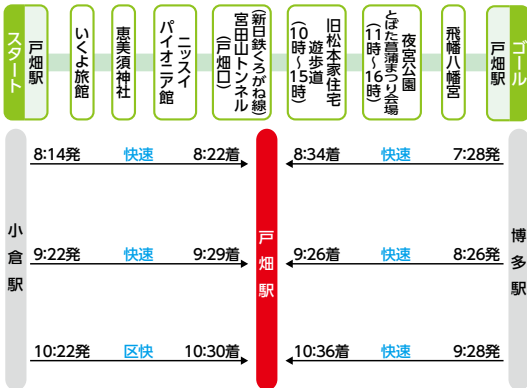 スタート
戸畑駅
いくよ旅館
恵美須神社
ニッスイ
パイオニア館
(新日鉄くろがね線)
宮田山トンネル
(戸畑口)
旧松本家住宅
遊歩道
(10時〜15時)
夜宮公園
とばた菖蒲まつり会場
(11時〜16時)
飛幡八幡宮
戸畑駅
ゴール
小倉駅
戸畑駅
博多駅
8:14発 快速 8:22着
8:34着 快速 7:28発
9:22発 快速 9:29着
9:26着 快速 8:26発
10:22発 区快 10:30着
10:36着 快速 9:28発